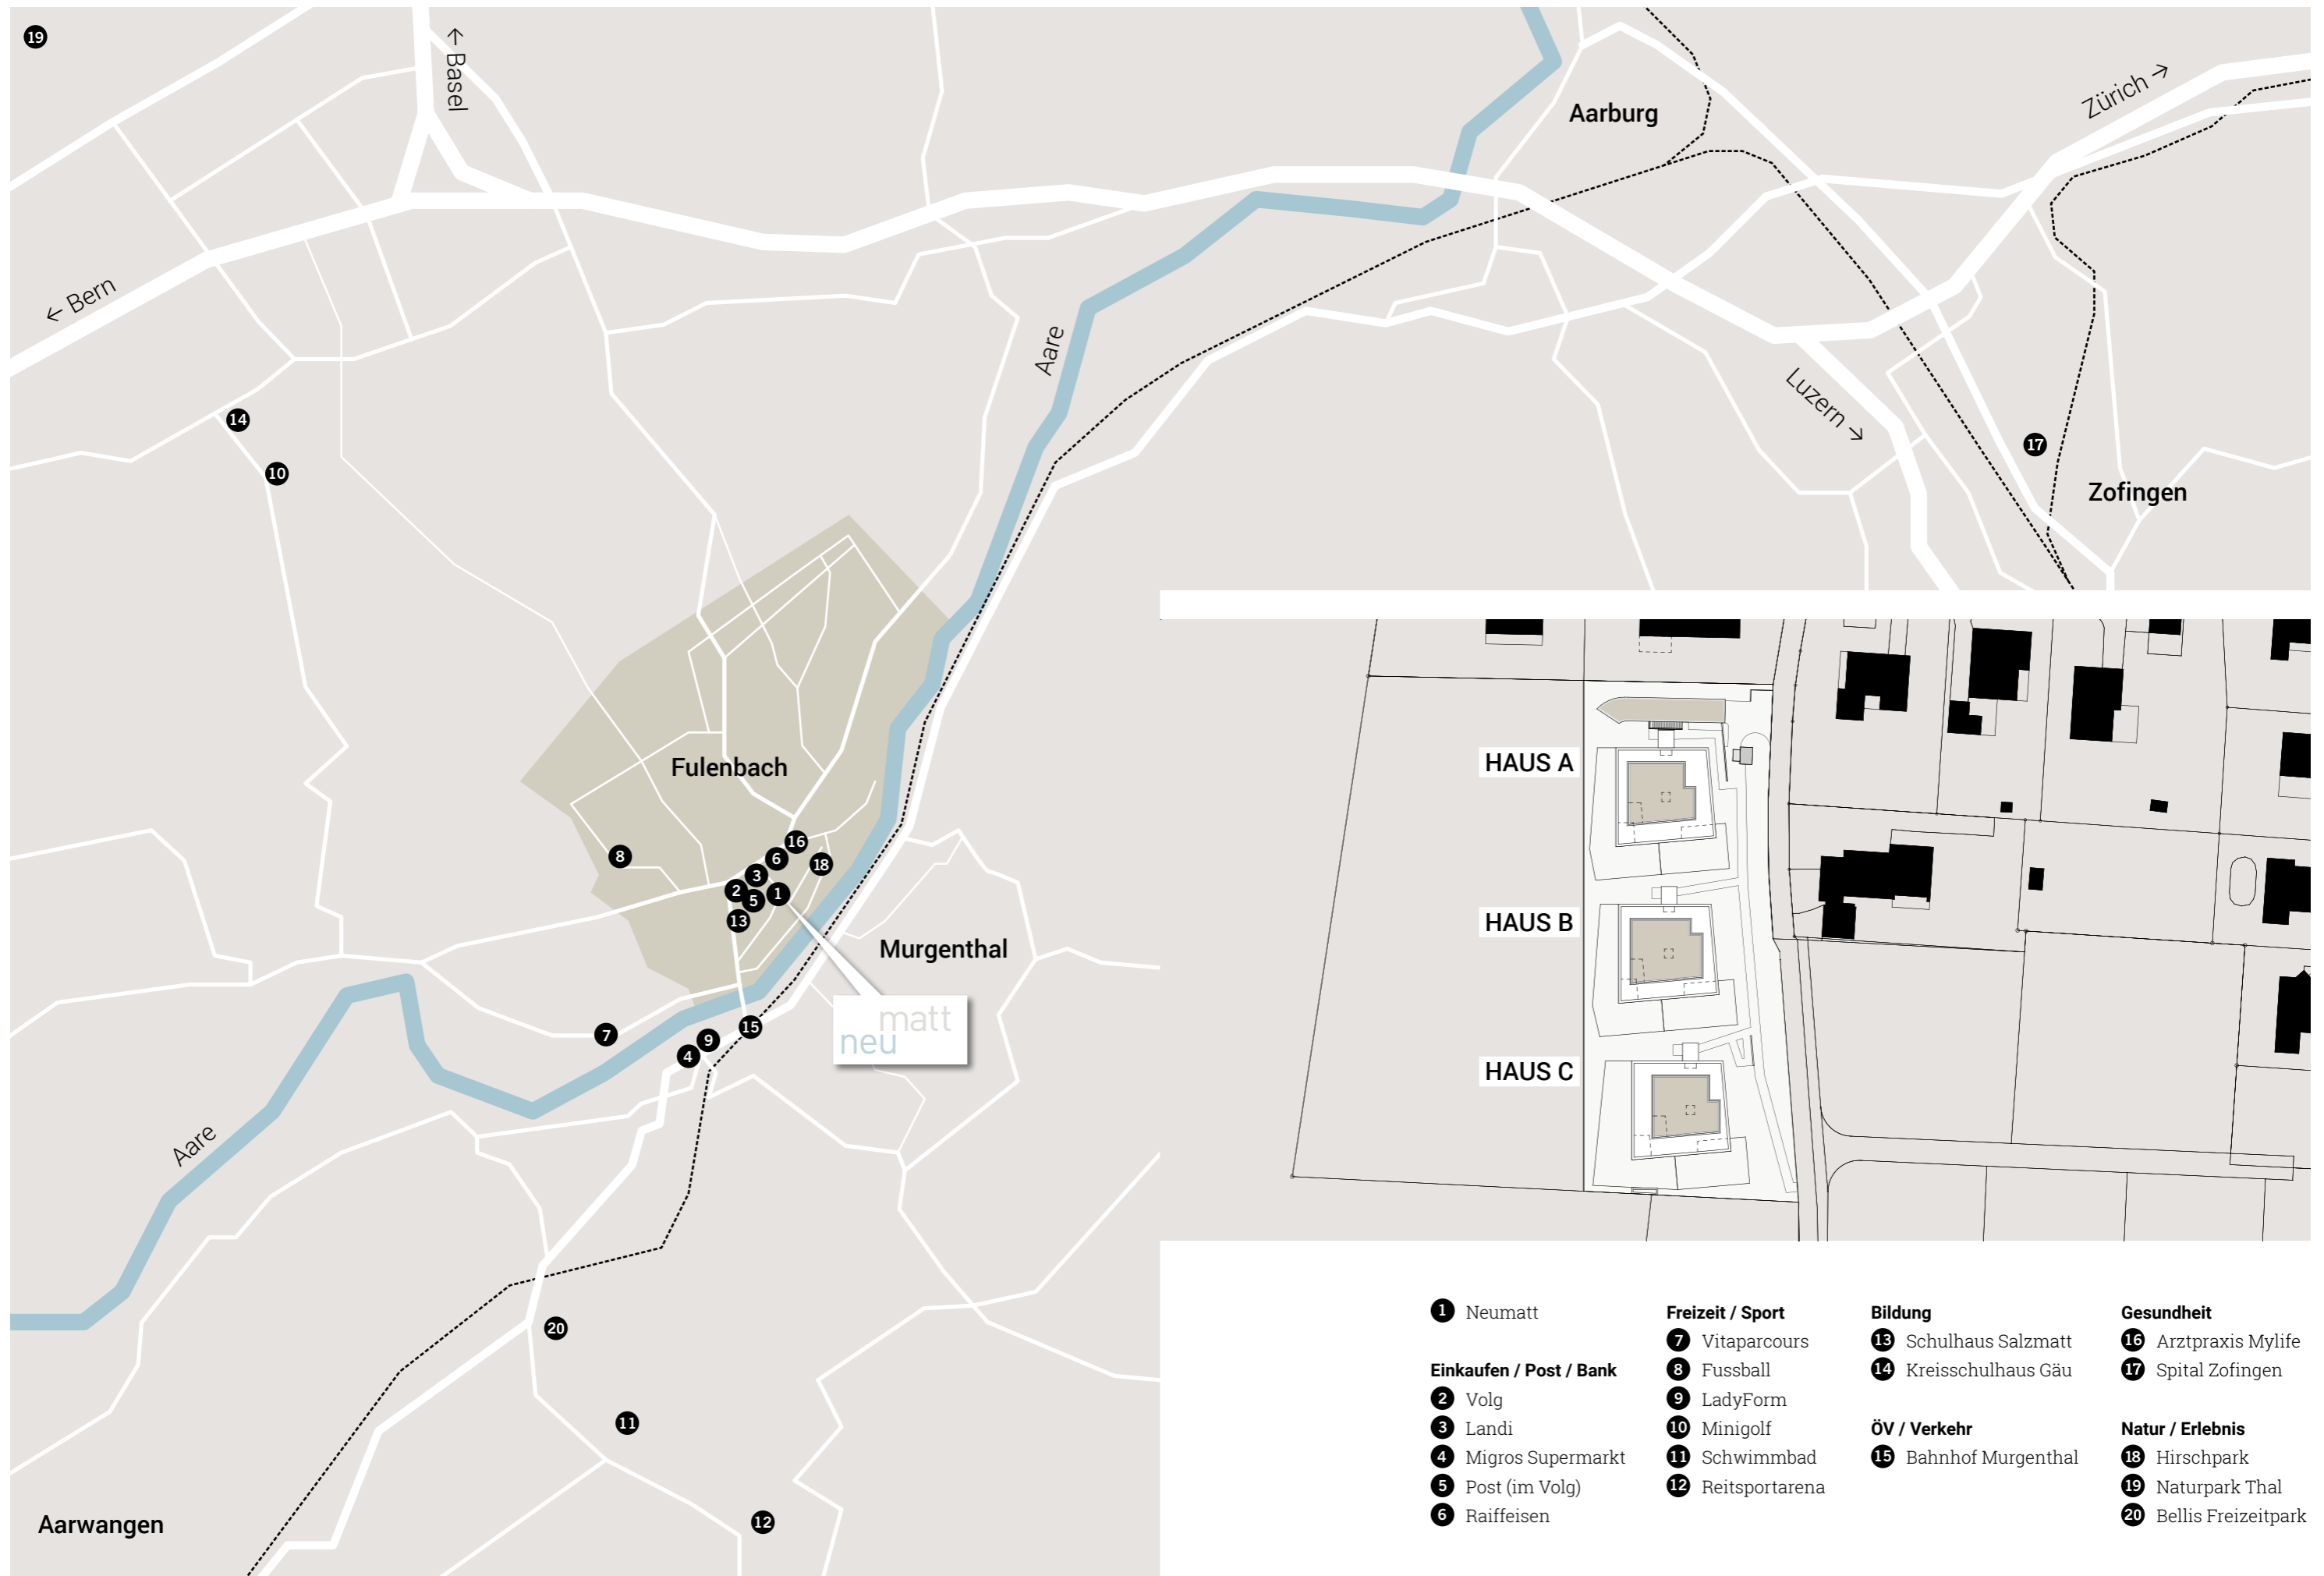 19
← Basel
Aarburg
Zürich →
← Bern
Aare
Luzern →
14
10
17
Zofingen
Fulenbach
8
16
6
18
3
2
5
1
13
Murgenthal
matt
neu
7
15
9
4
Aare
20
11
12
Aarwangen
HAUS A
HAUS B
HAUS C
1 Neumatt
Einkaufen / Post / Bank
2 Volg
3 Landi
4 Migros Supermarkt
5 Post (im Volg)
6 Raiffeisen
Freizeit / Sport
7 Vitaparcours
8 Fussball
9 LadyForm
10 Minigolf
11 Schwimmbad
12 Reitsportarena
Bildung
13 Schulhaus Salzmatt
14 Kreisschulhaus Gäu
ÖV / Verkehr
15 Bahnhof Murgenthal
Gesundheit
16 Arztpraxis Mylife
17 Spital Zofingen
Natur / Erlebnis
18 Hirschpark
19 Naturpark Thal
20 Bellis Freizeitpark